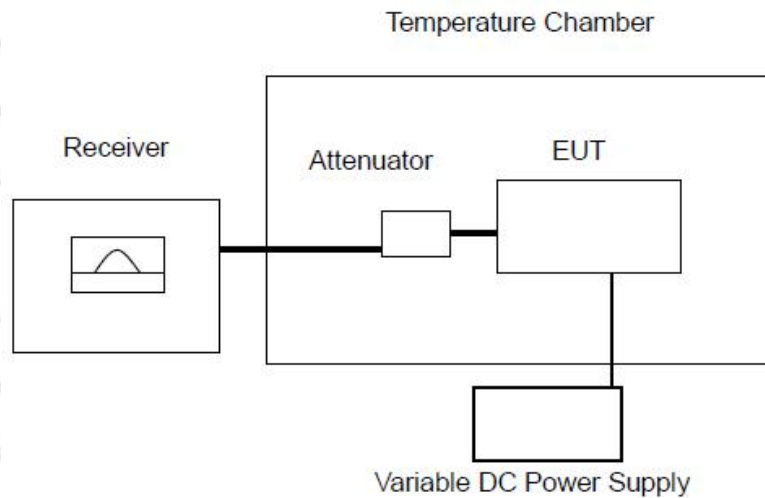 Temperature Chamber
Receiver
Attenuator
EUT
Variable DC Power Supply